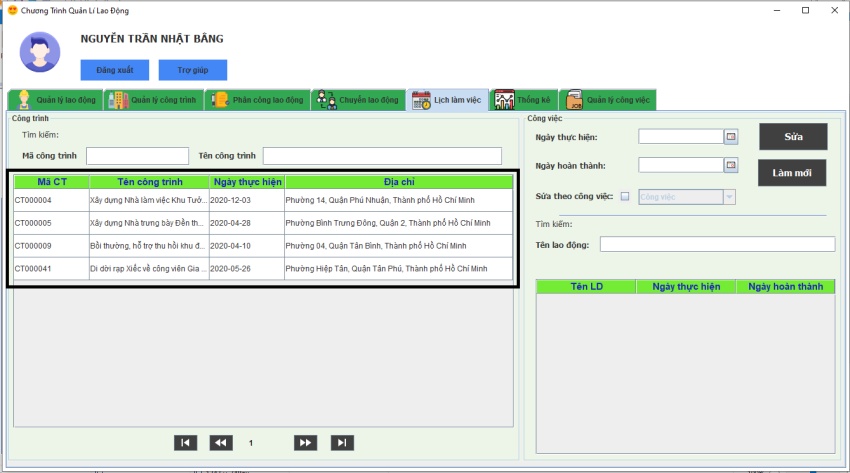 Chương Trình Quản Lí Lao Động
NGUYỄN TRẦN NHẬT BÂNG
Đăng xuất
Trợ giúp
Quản lý lao động
Quản lý công trình
Phân công lao động
Chuyển lao động
Lịch làm việc
Thống kê
Quản lý công việc
Công trình
Tìm kiếm:
Mã công trình
Tên công trình
Mã CT Tên công trình Ngày thực hiện Địa chỉ
CT000004 Xây dựng Nhà làm việc Khu Tưở... 2020-12-03 Phường 14, Quận Phú Nhuận, Thành phố Hồ Chí Minh
CT000005 Xây dựng Nhà trưng bày Đền th... 2020-04-28 Phường Bình Trưng Đông, Quận 2, Thành phố Hồ Chí Minh
CT000009 Bồi thường, hỗ trợ thu hồi khu đ... 2020-04-10 Phường 04, Quận Tân Bình, Thành phố Hồ Chí Minh
CT000041 Di dời rạp Xiếc về công viên Gia ... 2020-05-26 Phường Hiệp Tân, Quận Tân Phú, Thành phố Hồ Chí Minh
1
Công việc
Ngày thực hiện:
Sửa
Ngày hoàn thành:
Làm mới
Sửa theo công việc:
Công việc
Tìm kiếm:
Tên lao động:
Tên LD Ngày thực hiện Ngày hoàn thành